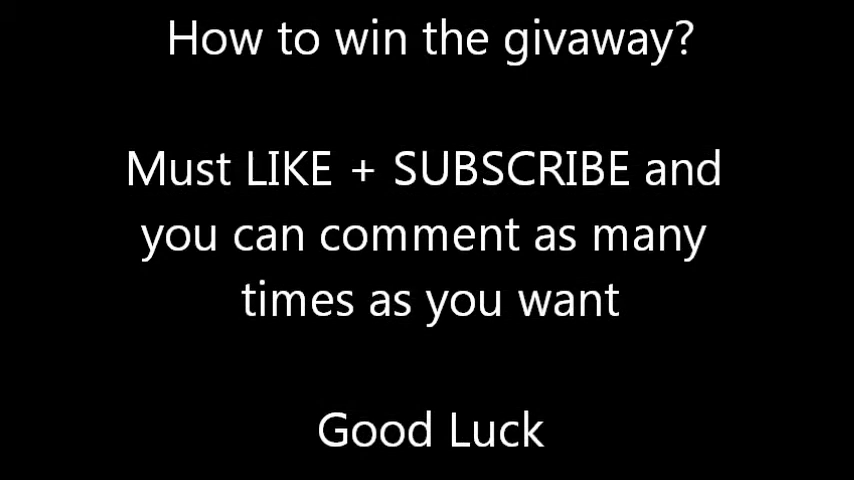 How to win the givaway?
Must LIKE + SUBSCRIBE and
you can comment as many
times as you want
Good Luck